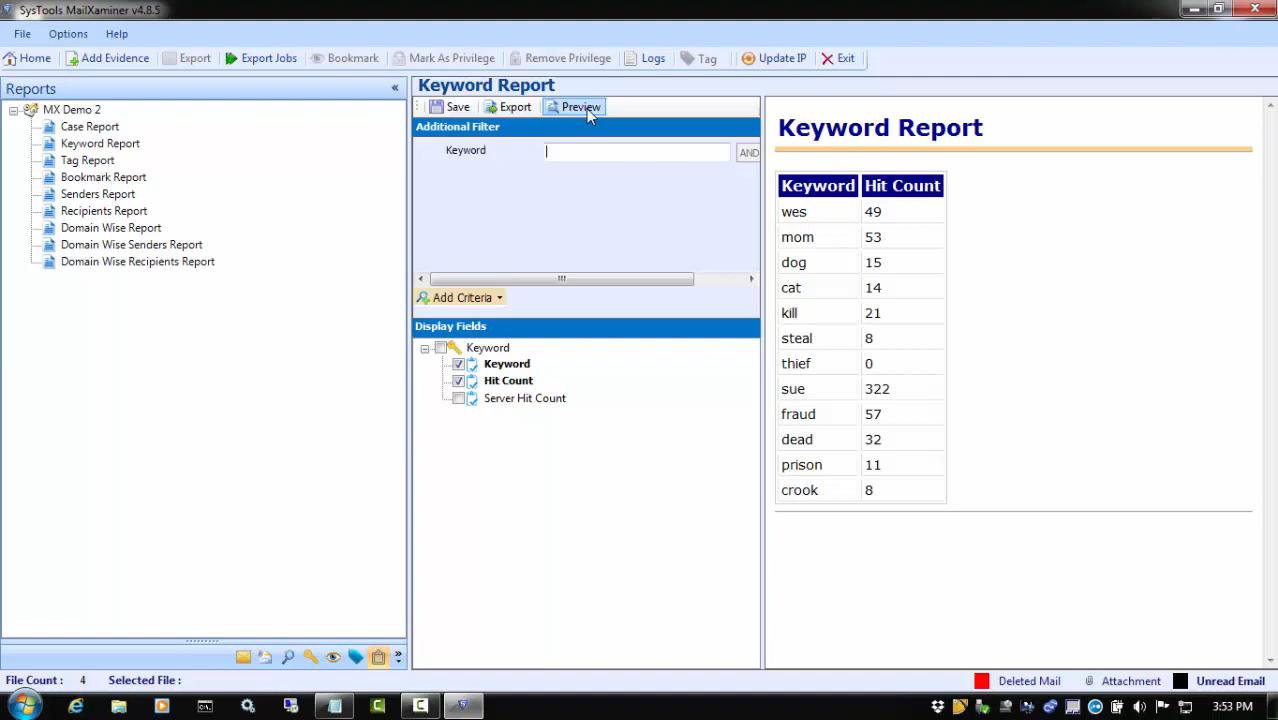 SysTools MailXaminer v4.8.5
File Options Help
Home Add Evidence Export Export Jobs Bookmark Mark As Privilege Remove Privilege Logs Tag Update IP Exit
Reports «
MX Demo 2
Case Report
Keyword Report
Tag Report
Bookmark Report
Senders Report
Recipients Report
Domain Wise Report
Domain Wise Senders Report
Domain Wise Recipients Report
Keyword Report
Save Export Preview
Additional Filter
Keyword AND
Add Criteria
Display Fields
Keyword
Keyword
Hit Count
Server Hit Count
Keyword Report
Keyword Hit Count
wes 49
mom 53
dog 15
cat 14
kill 21
steal 8
thief 0
sue 322
fraud 57
dead 32
prison 11
crook 8
File Count : 4 Selected File : Deleted Mail Attachment Unread Email
3:53 PM